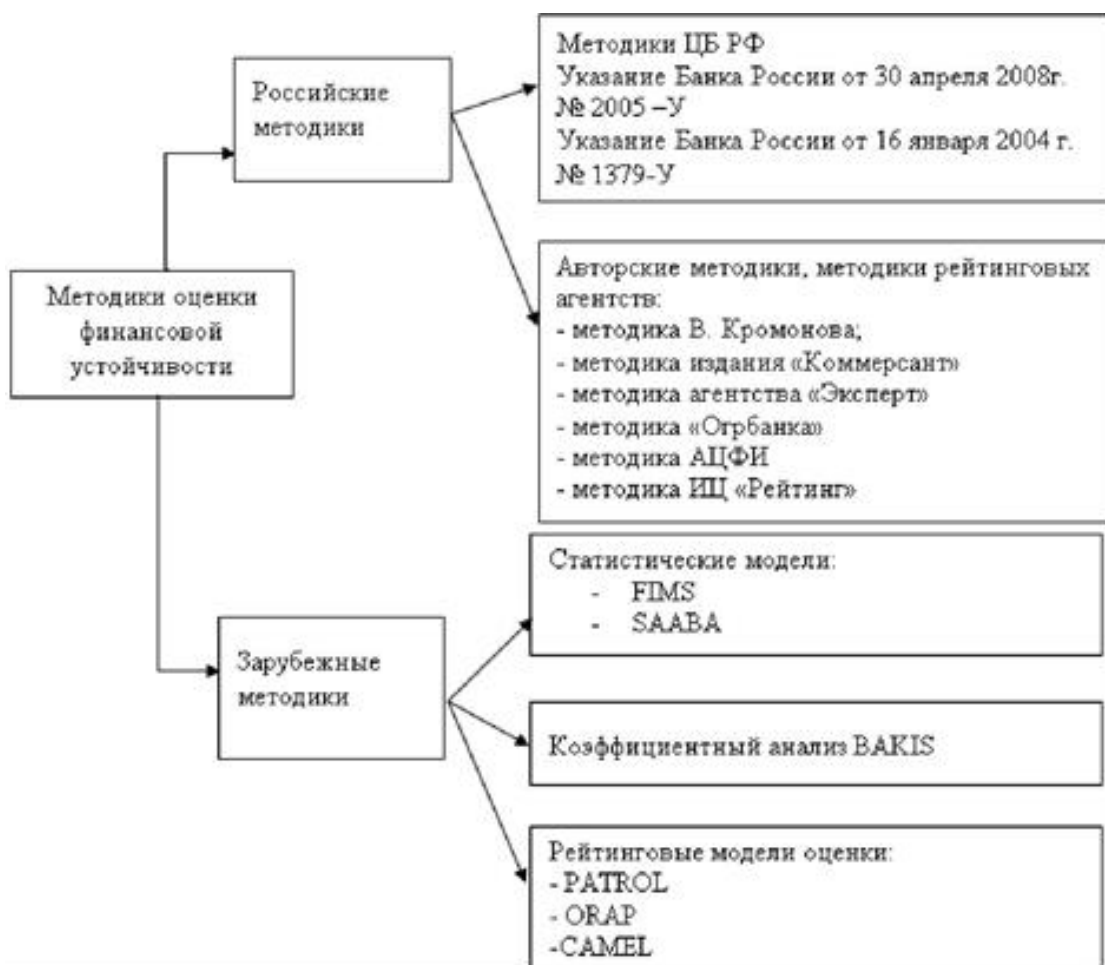 Методики оценки
финансовой
устойчивости
Российские
методики
Методики ЦБ РФ
Указание Банка России от 30 апреля 2008г.
№ 2005 –У
Указание Банка России от 16 января 2004 г.
№ 1379-У
Авторские методики, методики рейтинговых
агентств:
- методика В. Кромонова;
- методика издания «Коммерсант»
- методика агентства «Эксперт»
- методика «Огрбанка»
- методика АЦФИ
- методика ИЦ «Рейтинг»
Зарубежные
методики
Статистические модели:
- FIMS
- SAABA
Коэффициентный анализ BAKIS
Рейтинговые модели оценки:
- PATROL
- ORAP
-CAMEL